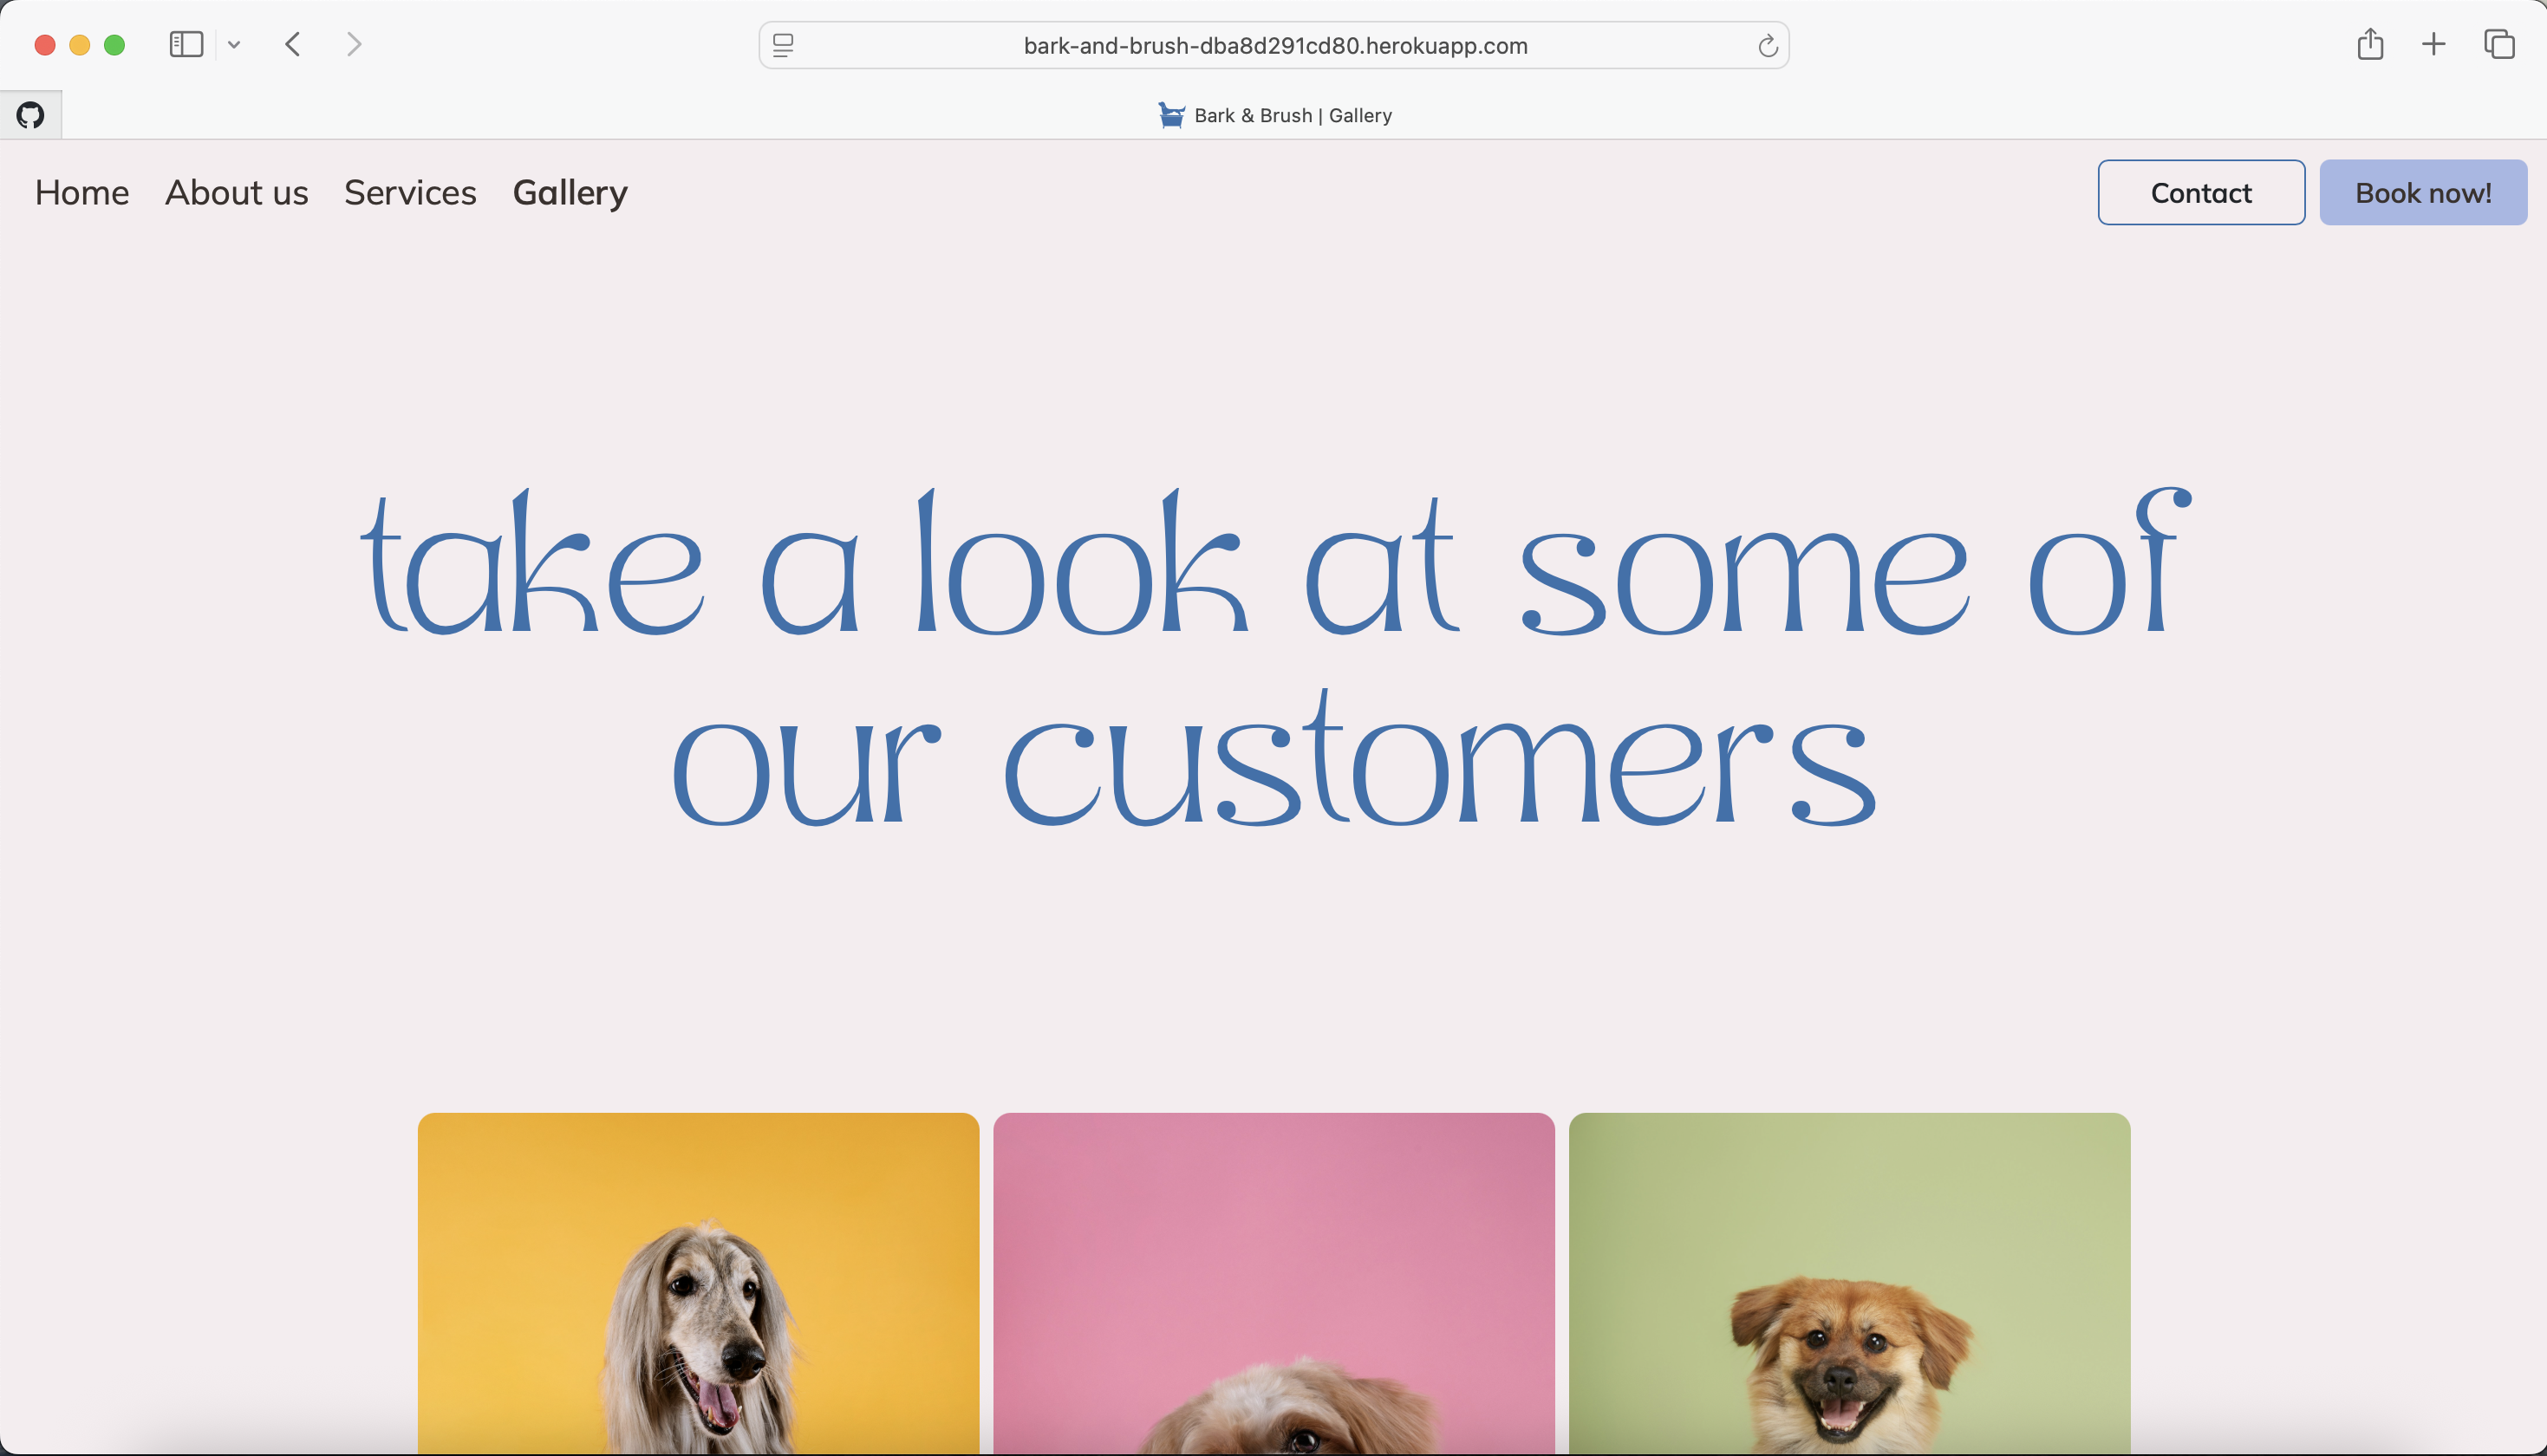 bark-and-brush-dba8d291cd80.herokuapp.com
Bark & Brush | Gallery
Home About us Services Gallery Contact Book now!
take a look at some of
our customers